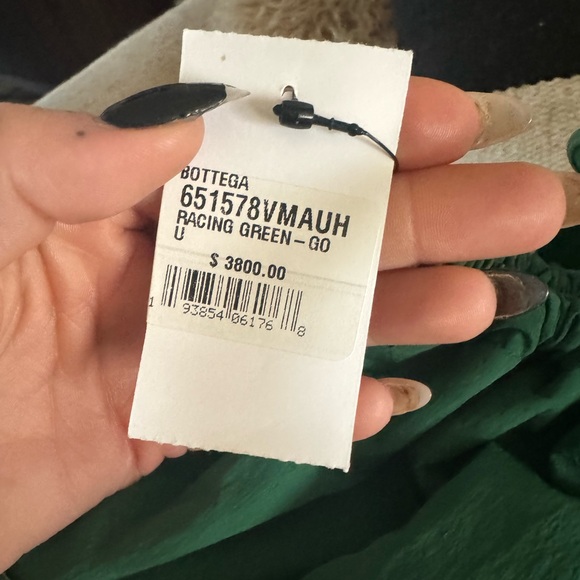 BOTTEGA
651578VMAUH
RACING GREEN-GO
U
$ 3800.00
1 93854 06176 8